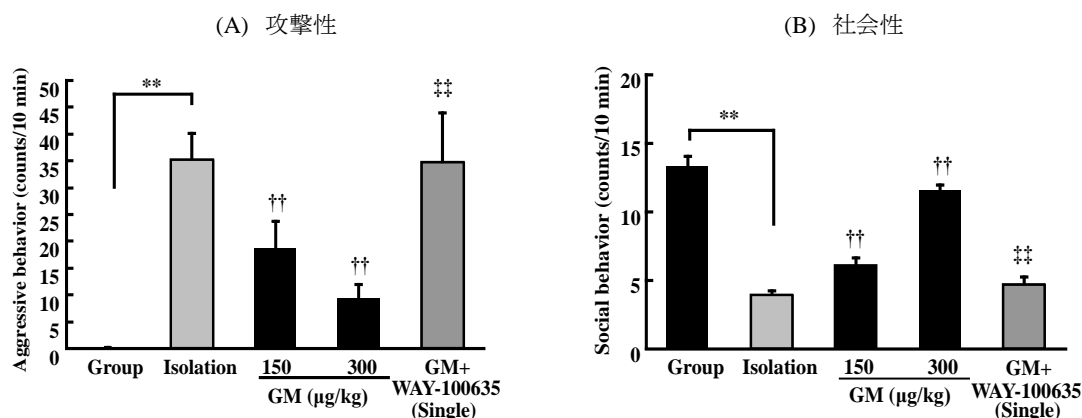 (A) 攻撃性
Aggressive behavior (counts/10 min)
50
45
40
35
30
25
20
15
10
5
0
**
††
††
‡‡
Group Isolation 150 300 GM+
WAY-100635
(Single)
GM (µg/kg)
(B) 社会性
Social behavior (counts/10 min)
20
15
10
5
0
**
††
††
‡‡
Group Isolation 150 300 GM+
WAY-100635
(Single)
GM (µg/kg)